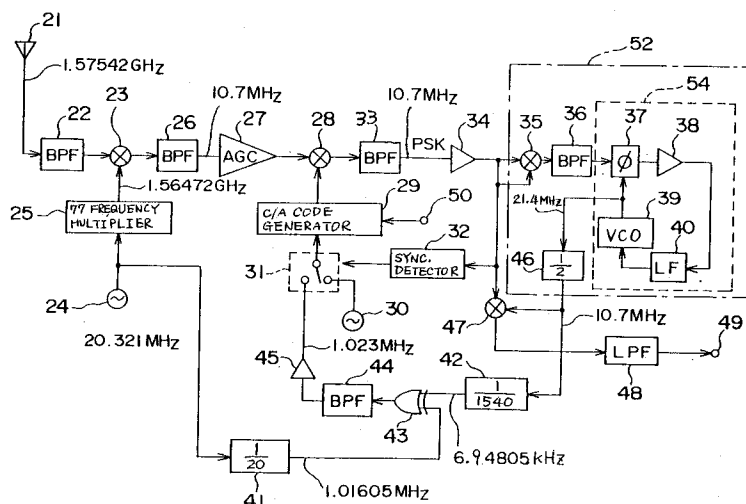 21
1.57542GHz
52
54
22
23
26
10.7MHz
27
28
33
10.7MHz
34
35
36
37
38
BPF
BPF
AGC
BPF
PSK
BPF
φ
1.56472GHz
29
25
77 FREQUENCY
MULTIPLIER
C/A CODE
GENERATOR
50
21.4MHz
39
VCO
40
LF
32
SYNC.
DETECTOR
31
46
1/2
24
30
47
10.7MHz
49
20.321MHz
1.023MHz
45
44
BPF
42
1/1540
LPF
48
43
6.9.4805kHz
1/20
41
1.01605MHz